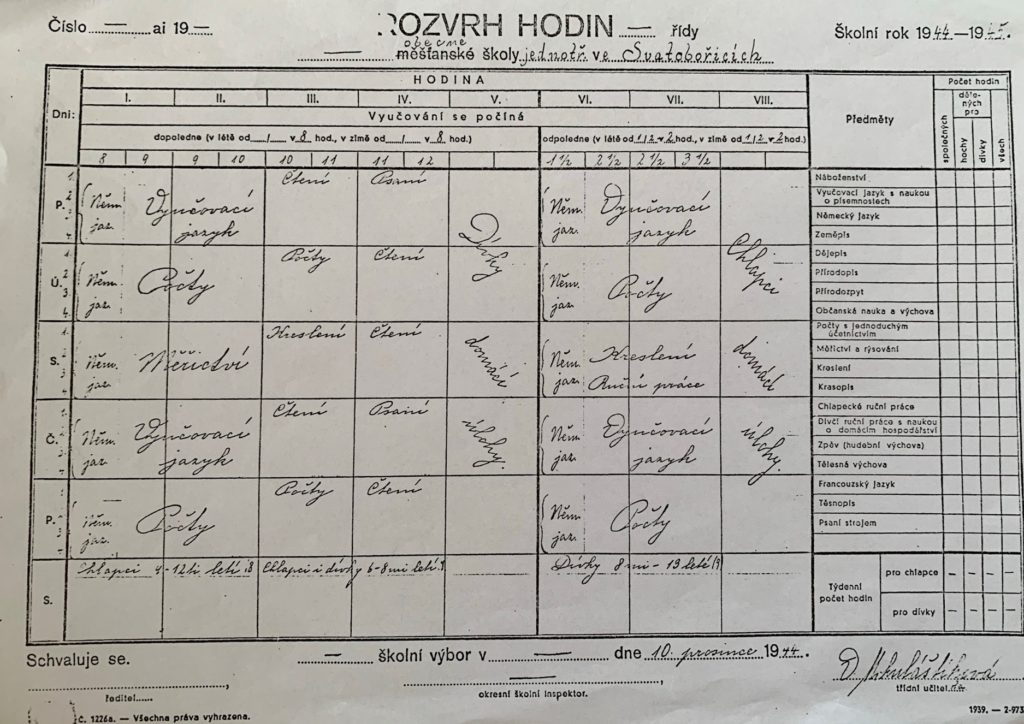 Číslo ai 19 — ROZVRH HODIN — řídy Školní rok 1944—1945.
obecné
— měšťanské školy jednotř. ve Svatobořicích
HODINA
Počet hodin
Dni:
I. II. III. IV. V. VI. VII. VIII.
Předměty
společných
děle-ných pro
hochy
dívky
všech
Vyučování se počíná
dopoledne (v létě od / v 8 hod., v zimě od / v 8 hod.)
odpoledne (v létě od 1/2 v 2 hod., v zimě od 1/2 v 2 hod.)
8 9 9 10 10 11 11 12 1 1/2 2 1/2 2 1/2 3 1/2
P. 1. 2 3 4
Čtení Psaní
Něm. jaz. Vyučovací jazyk
Něm. jaz. Vyučovací jazyk
Ú. 2 3 4.
Počty Čtení
Něm. jaz. Počty
Něm. jaz. Počty
S. 1.
Kreslení Čtení
Něm. jaz. Měřictví
Něm. jaz. Kreslení
Ruční práce
Č. 1.
Čtení Psaní
Něm. jaz. Vyučovací jazyk
Něm. jaz. Vyučovací jazyk
P.
Počty Čtení
Něm. jaz. Počty
Něm. jaz. Počty
Dívky domácí úlohy.
Chlapci domácí úlohy.
S.
Chlapci -12ti letí Chlapci i dívky 6-8mi letí Dívky 8mi - 13 letí
Náboženství
Vyučovací jazyk s naukou
o písemnostech
Německý jazyk
Zeměpis
Dějepis
Přírodopis
Přírodozpyt
Občanská nauka a výchova
Počty s jednoduchým
účetnictvím
Měřictví a rýsování
Kreslení
Krasopis
Chlapecké ruční práce
Dívčí ruční práce s naukou
o domácím hospodářství
Zpěv (hudební výchova)
Tělesná výchova
Francouzský jazyk
Těsnopis
Psaní strojem
Týdenní
počet hodin
pro chlapce — — — —
pro dívky — — — —
Schvaluje se.
— školní výbor v — dne 10. prosince 1944.
ředitel
okresní školní inspektor.
třídní učitel
Č. 1226a. — Všechna práva vyhrazena.
1939. — 2-973